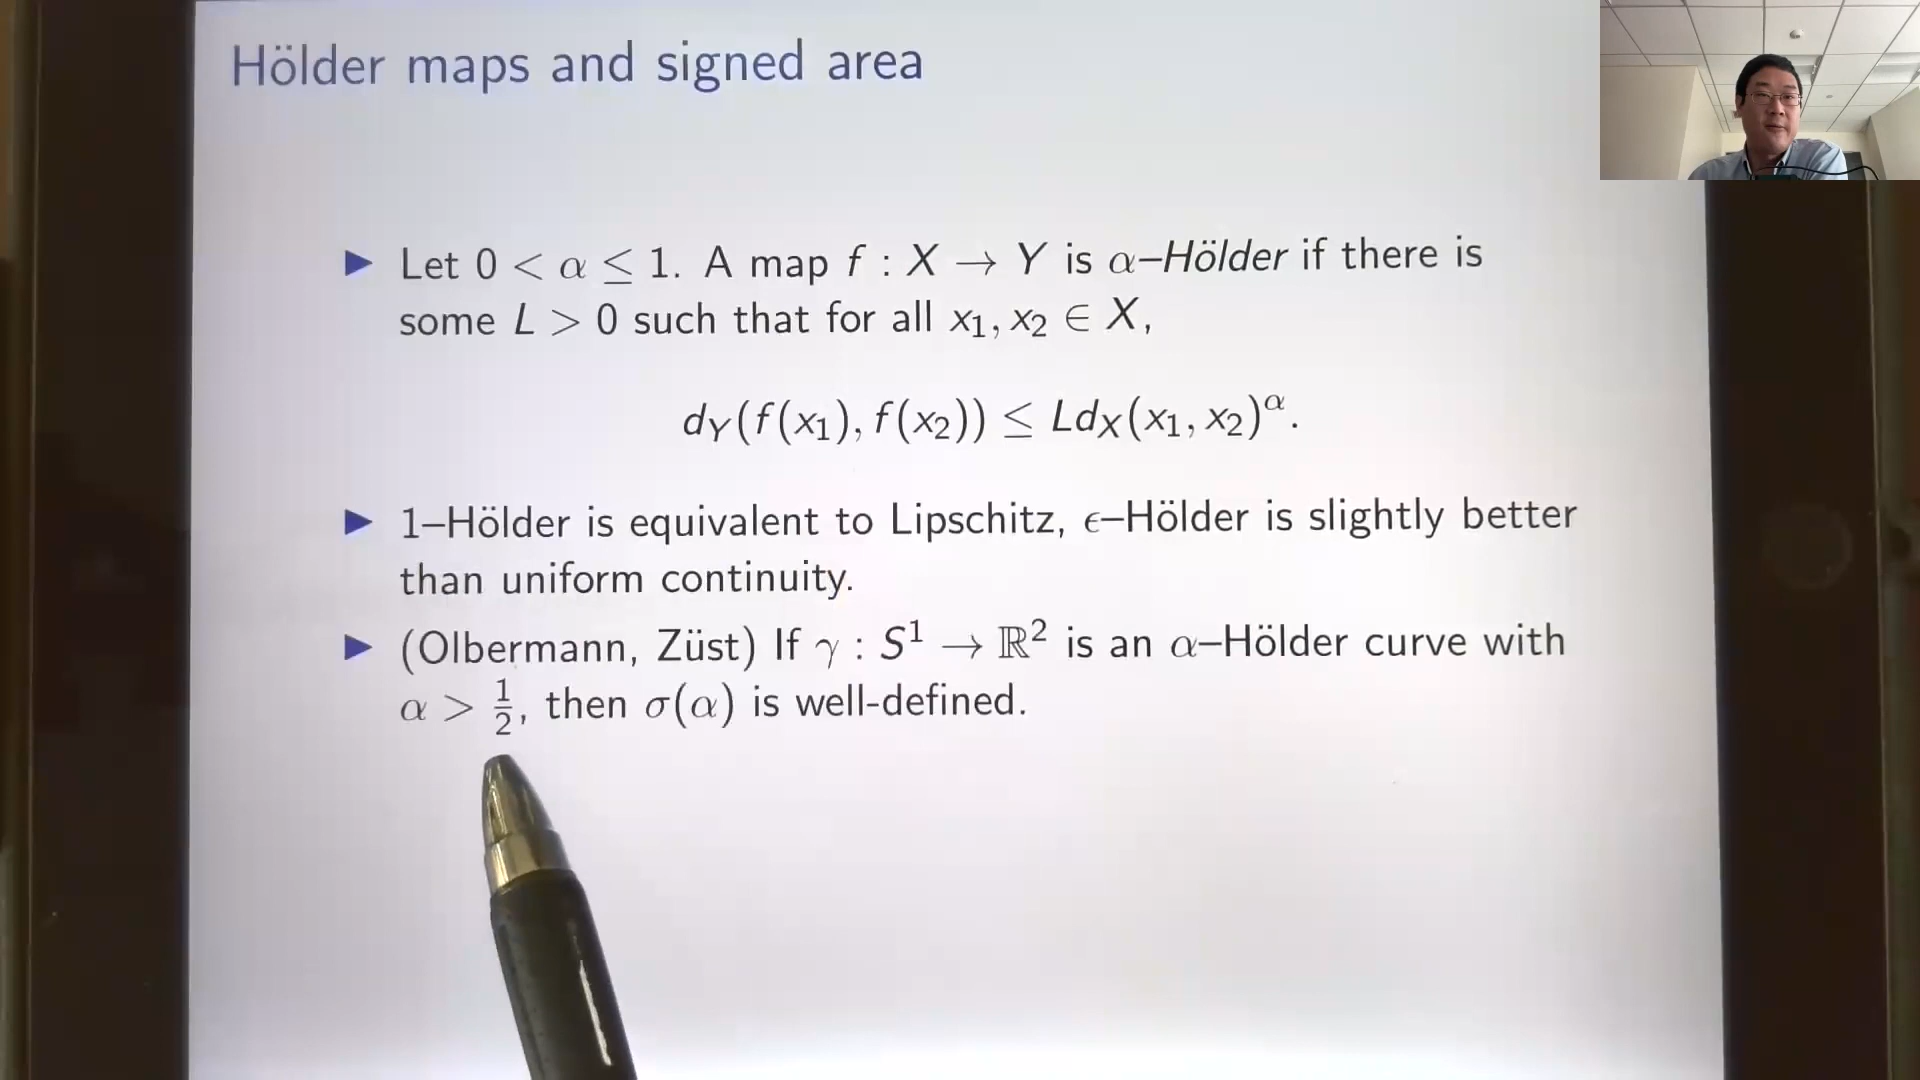 Hölder maps and signed area
▶ Let 0 < α ≤ 1. A map f : X → Y is α–Hölder if there is
some L > 0 such that for all x₁, x₂ ∈ X,
d_Y(f(x₁), f(x₂)) ≤ Ld_X(x₁, x₂)^α.
▶ 1–Hölder is equivalent to Lipschitz, ϵ–Hölder is slightly better
than uniform continuity.
▶ (Olbermann, Züst) If γ : S¹ → ℝ² is an α–Hölder curve with
α > 1/2, then σ(α) is well-defined.